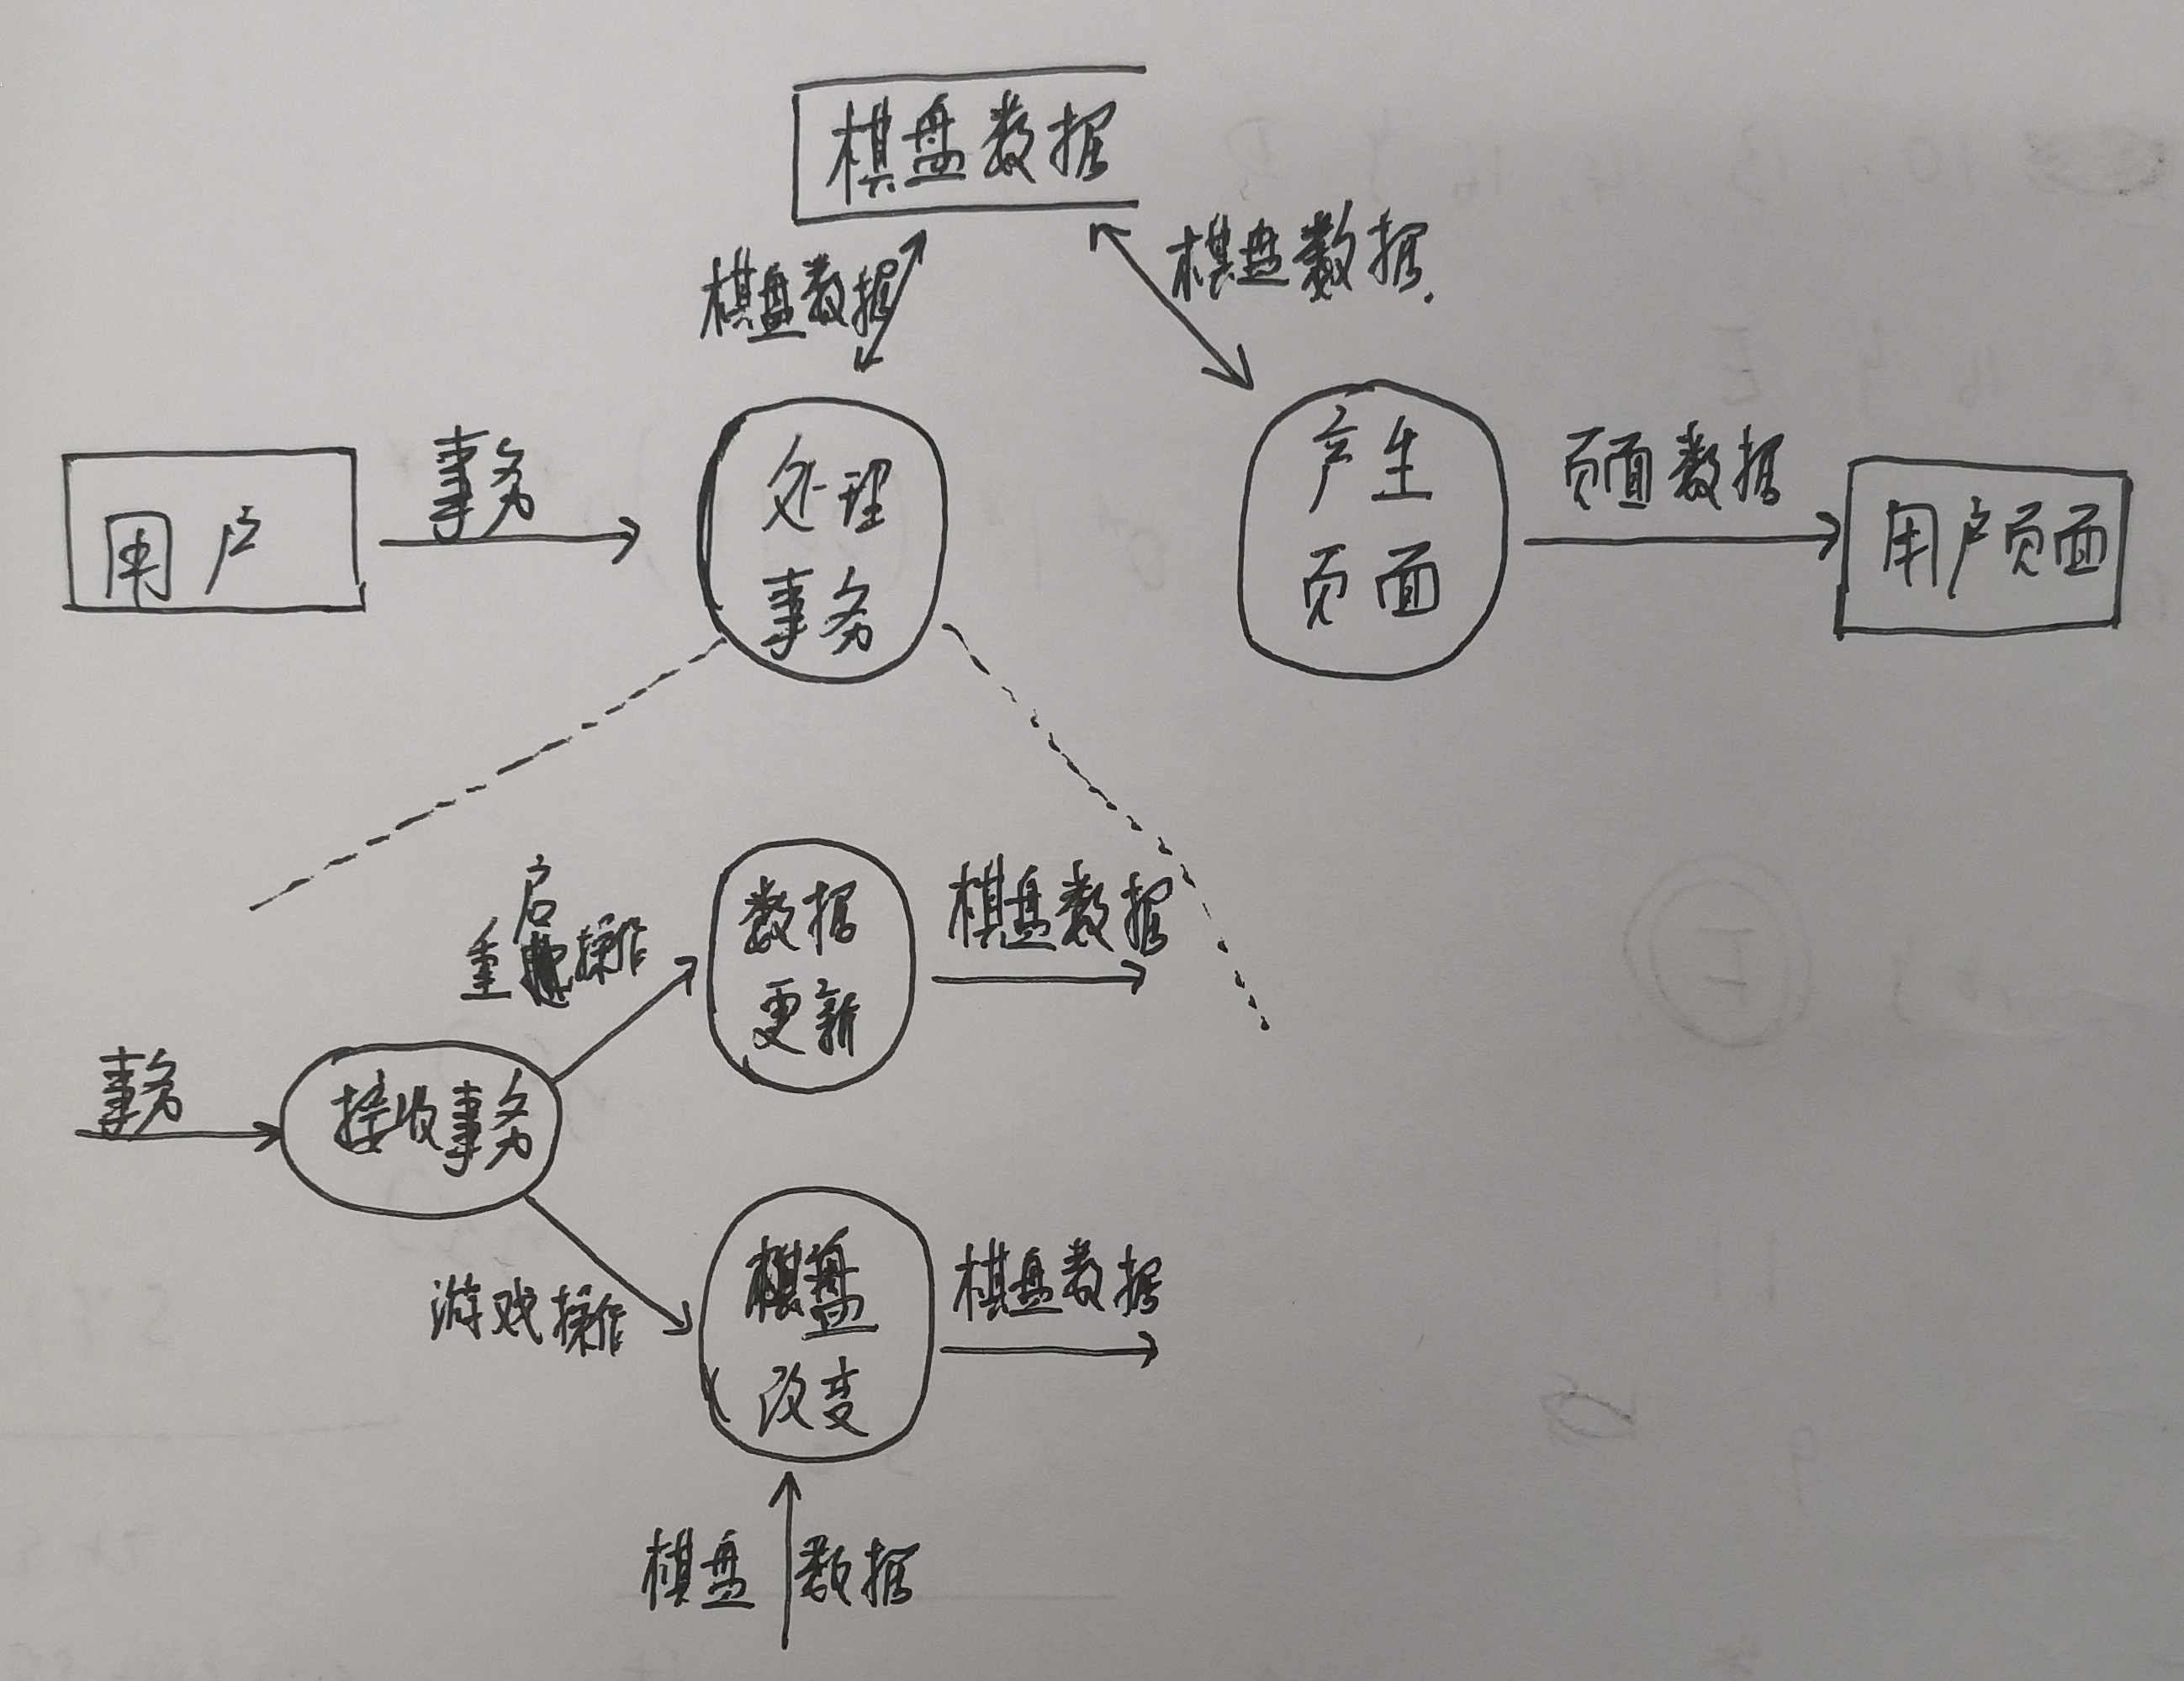 棋盘数据
棋盘数据
棋盘数据
用户
事务
处理
事务
产生
页面
页面数据
用户页面
重启操作
数据
更新
棋盘数据
事务
接收事务
游戏操作
棋盘
改变
棋盘数据
棋盘数据